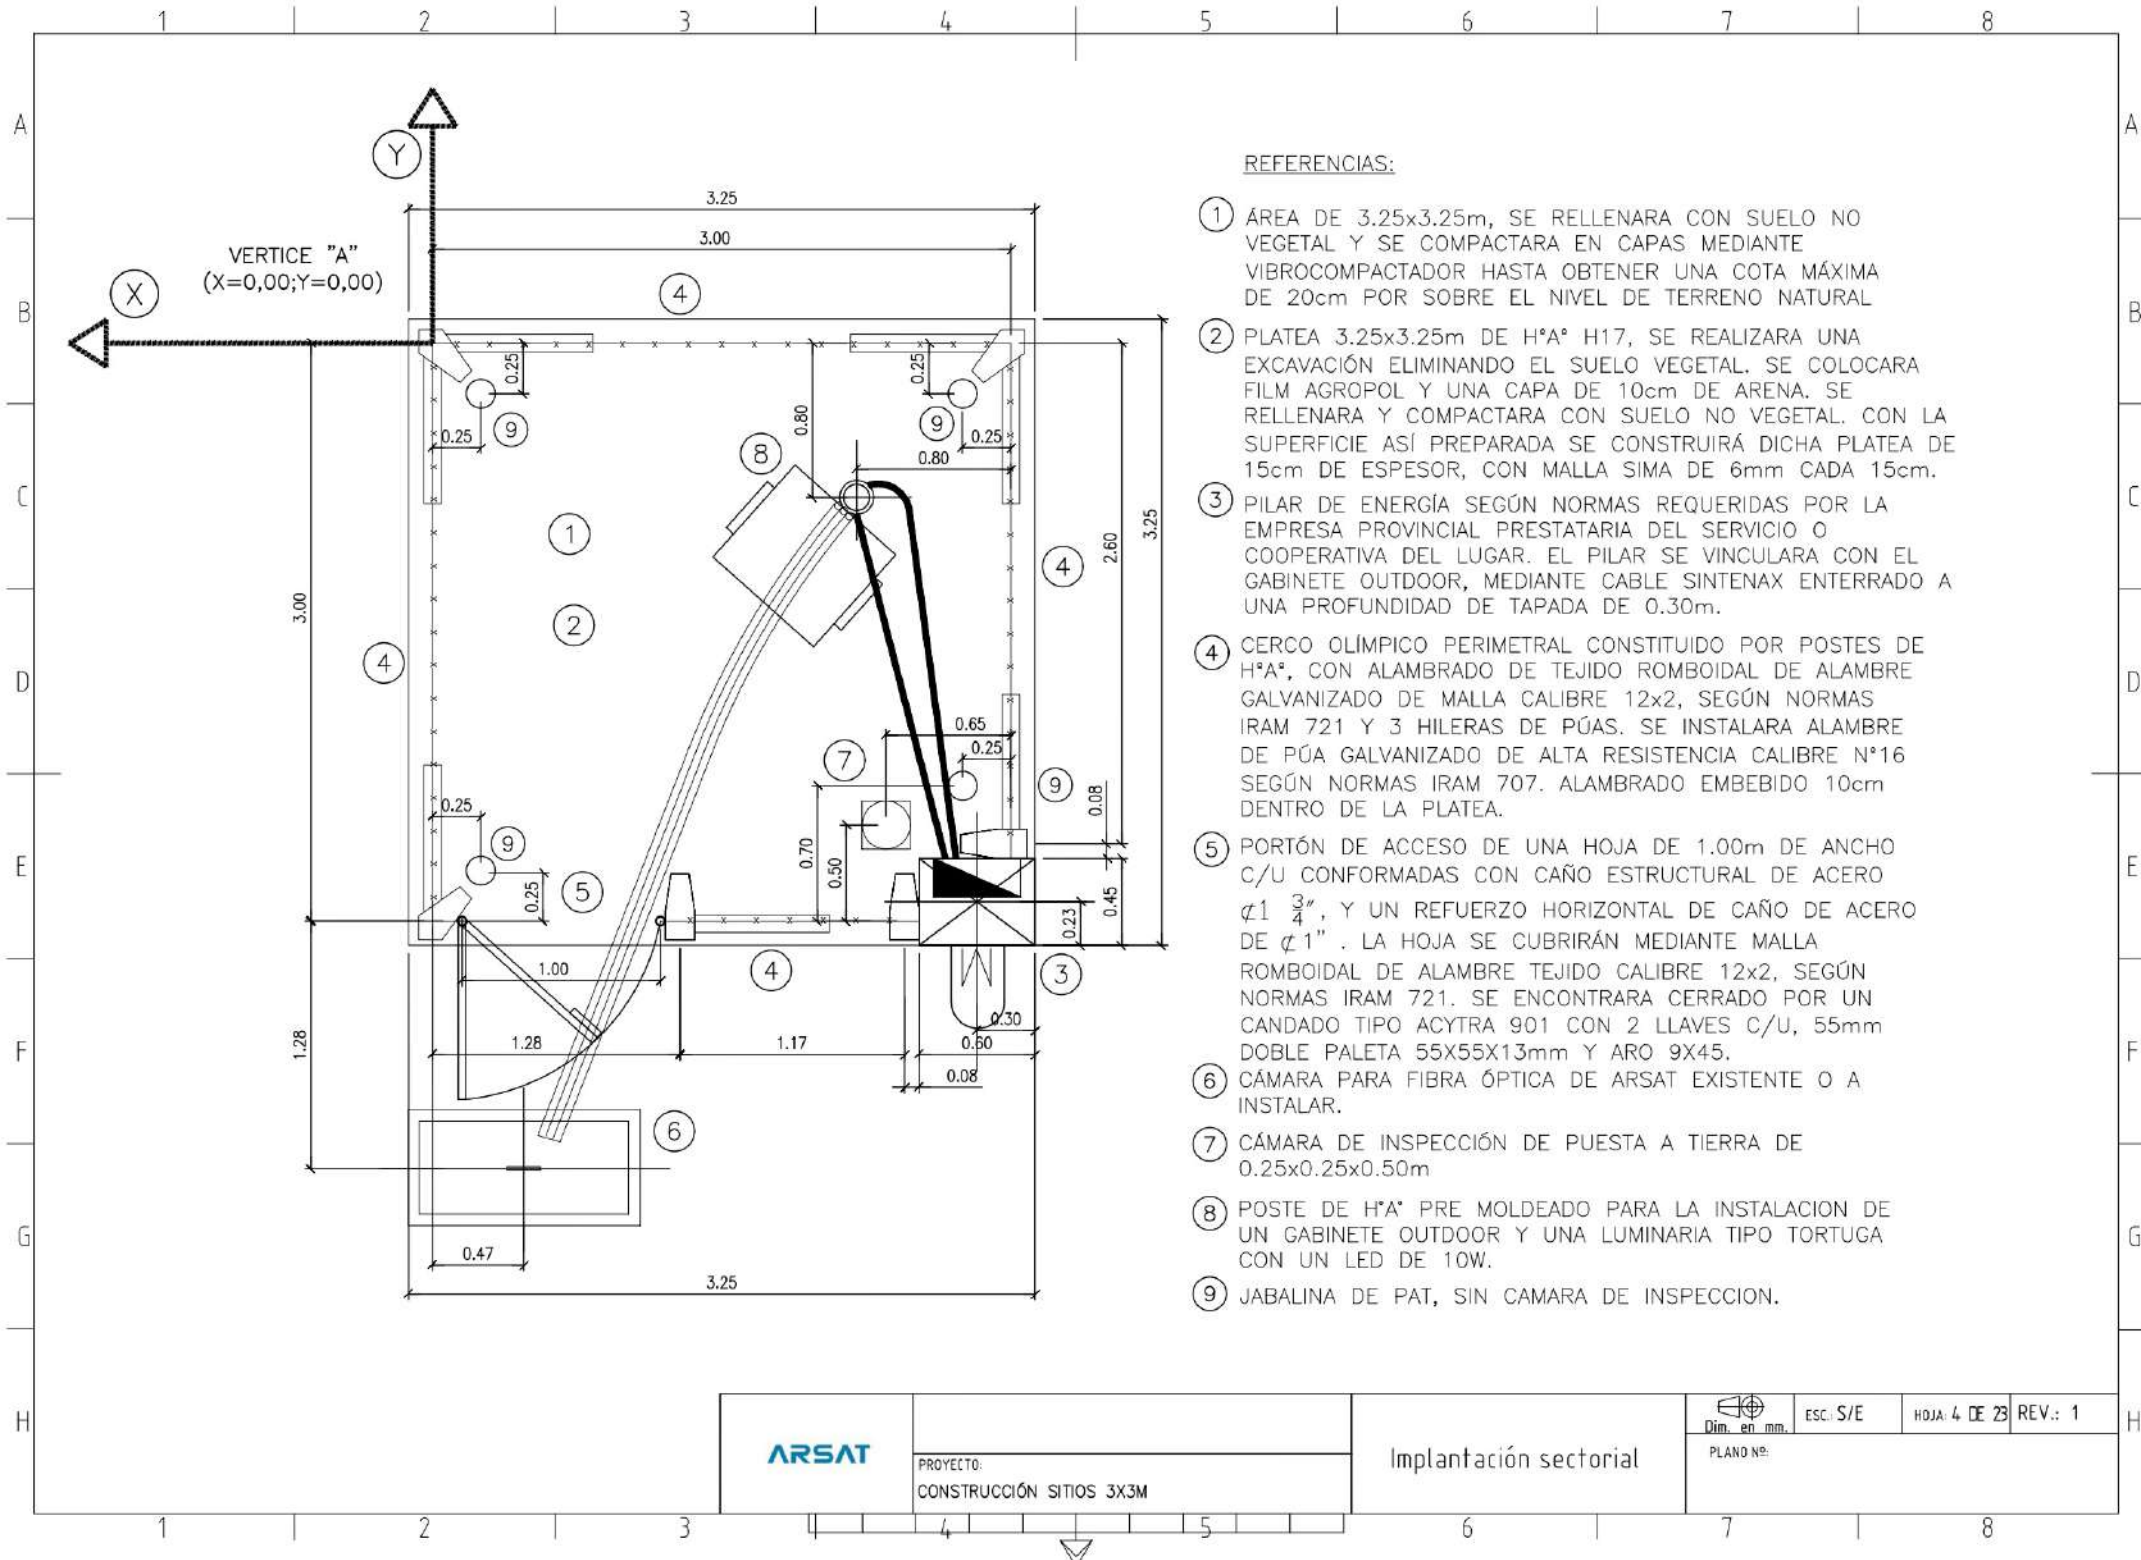 1 2 3 4 5 6 7 8
A A
Y
3.25
REFERENCIAS:
3.00
VERTICE "A"
(X=0,00;Y=0,00)
X
4
B B
1 ÁREA DE 3.25x3.25m, SE RELLENARA CON SUELO NO
VEGETAL Y SE COMPACTARA EN CAPAS MEDIANTE
VIBROCOMPACTADOR HASTA OBTENER UNA COTA MÁXIMA
DE 20cm POR SOBRE EL NIVEL DE TERRENO NATURAL
2 PLATEA 3.25x3.25m DE H°A° H17, SE REALIZARA UNA
EXCAVACIÓN ELIMINANDO EL SUELO VEGETAL. SE COLOCARA
FILM AGROPOL Y UNA CAPA DE 10cm DE ARENA. SE
RELLENARA Y COMPACTARA CON SUELO NO VEGETAL. CON LA
SUPERFICIE ASÍ PREPARADA SE CONSTRUIRÁ DICHA PLATEA DE
15cm DE ESPESOR, CON MALLA SIMA DE 6mm CADA 15cm.
3 PILAR DE ENERGÍA SEGÚN NORMAS REQUERIDAS POR LA
EMPRESA PROVINCIAL PRESTATARIA DEL SERVICIO O
COOPERATIVA DEL LUGAR. EL PILAR SE VINCULARA CON EL
GABINETE OUTDOOR, MEDIANTE CABLE SINTENAX ENTERRADO A
UNA PROFUNDIDAD DE TAPADA DE 0.30m.
4 CERCO OLÍMPICO PERIMETRAL CONSTITUIDO POR POSTES DE
H°A°, CON ALAMBRADO DE TEJIDO ROMBOIDAL DE ALAMBRE
GALVANIZADO DE MALLA CALIBRE 12x2, SEGÚN NORMAS
IRAM 721 Y 3 HILERAS DE PÚAS. SE INSTALARA ALAMBRE
DE PÚA GALVANIZADO DE ALTA RESISTENCIA CALIBRE N°16
SEGÚN NORMAS IRAM 707. ALAMBRADO EMBEBIDO 10cm
DENTRO DE LA PLATEA.
5 PORTÓN DE ACCESO DE UNA HOJA DE 1.00m DE ANCHO
C/U CONFORMADAS CON CAÑO ESTRUCTURAL DE ACERO
₵1 3/4", Y UN REFUERZO HORIZONTAL DE CAÑO DE ACERO
DE ₵1" . LA HOJA SE CUBRIRÁN MEDIANTE MALLA
ROMBOIDAL DE ALAMBRE TEJIDO CALIBRE 12x2, SEGÚN
NORMAS IRAM 721. SE ENCONTRARA CERRADO POR UN
CANDADO TIPO ACYTRA 901 CON 2 LLAVES C/U, 55mm
DOBLE PALETA 55X55X13mm Y ARO 9X45.
6 CÁMARA PARA FIBRA ÓPTICA DE ARSAT EXISTENTE O A
INSTALAR.
7 CÁMARA DE INSPECCIÓN DE PUESTA A TIERRA DE
0.25x0.25x0.50m
8 POSTE DE H°A° PRE MOLDEADO PARA LA INSTALACION DE
UN GABINETE OUTDOOR Y UNA LUMINARIA TIPO TORTUGA
CON UN LED DE 10W.
9 JABALINA DE PAT, SIN CAMARA DE INSPECCION.
0.25 0.25
0.80
9 9
0.25 0.25
8
0.80
C C
1
3.25
2.60
4
3.00
2
4
D D
0.65
0.25
7
9
0.08
0.25
9
0.70
0.50
E E
0.25
5
0.45
0.23
1.00
4
3
0.30
1.28
1.28
1.17
0.60
F F
0.08
6
G G
0.47
3.25
H H
ARSAT
PROYECTO:
CONSTRUCCIÓN SITIOS 3X3M
Implantación sectorial
Dim. en mm.
ESC.: S/E
HOJA: 4 DE 23
REV.: 1
PLANO Nº:
1 2 3 4 5 6 7 8